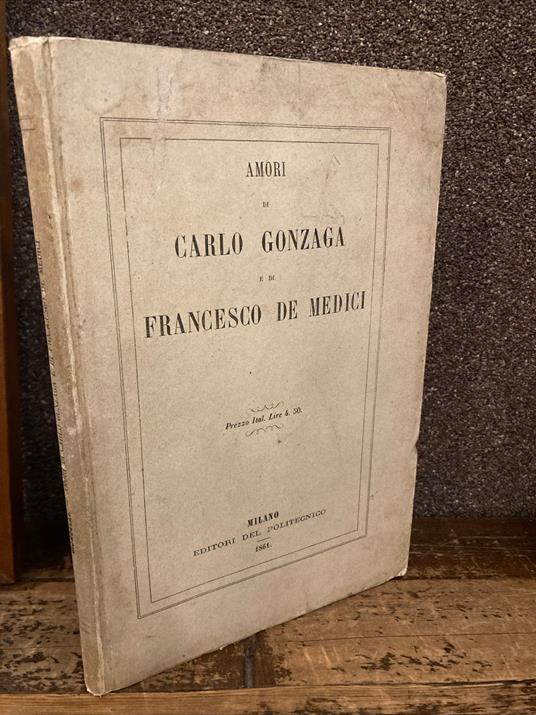 AMORI
DI
CARLO GONZAGA
E DI
FRANCESCO DE MEDICI
Prezzo Ital. Lire 4. 50.
MILANO
EDITORI DEL POLITECNICO
1861.